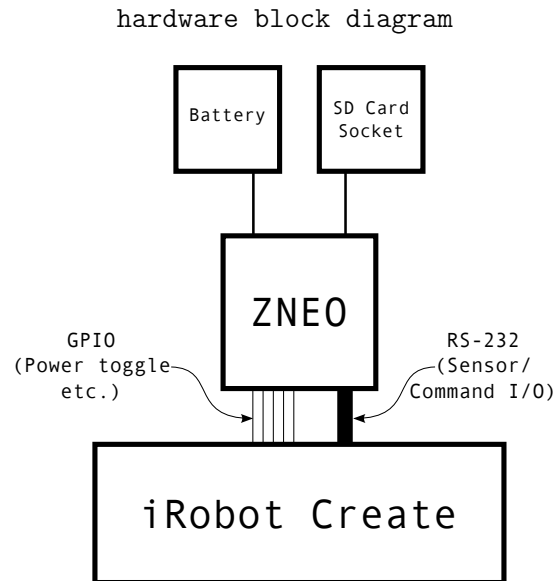 hardware block diagram
Battery
SD Card
Socket
ZNEO
GPIO
(Power toggle
etc.)
RS-232
(Sensor/
Command I/O)
iRobot Create